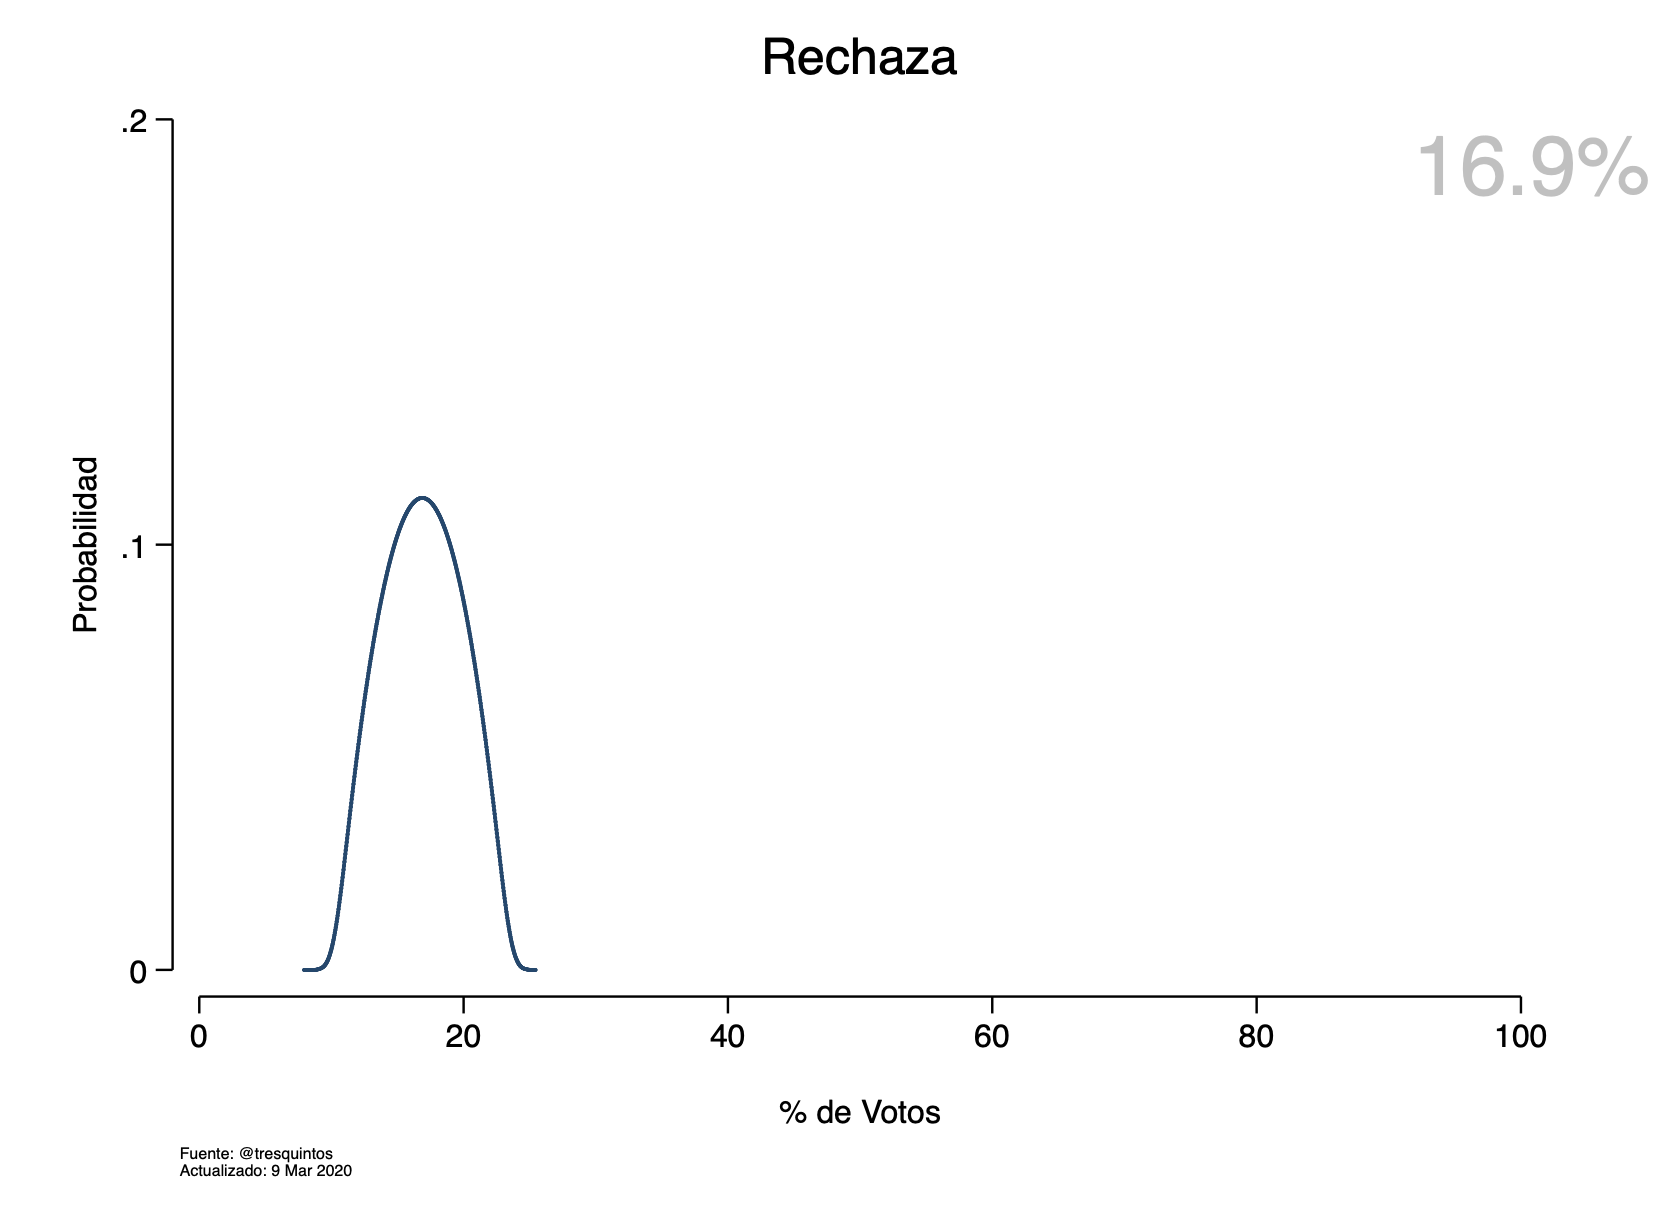 Rechaza
16.9%
.2
.1
0
Probabilidad
0 20 40 60 80 100
% de Votos
Fuente: @tresquintos
Actualizado: 9 Mar 2020